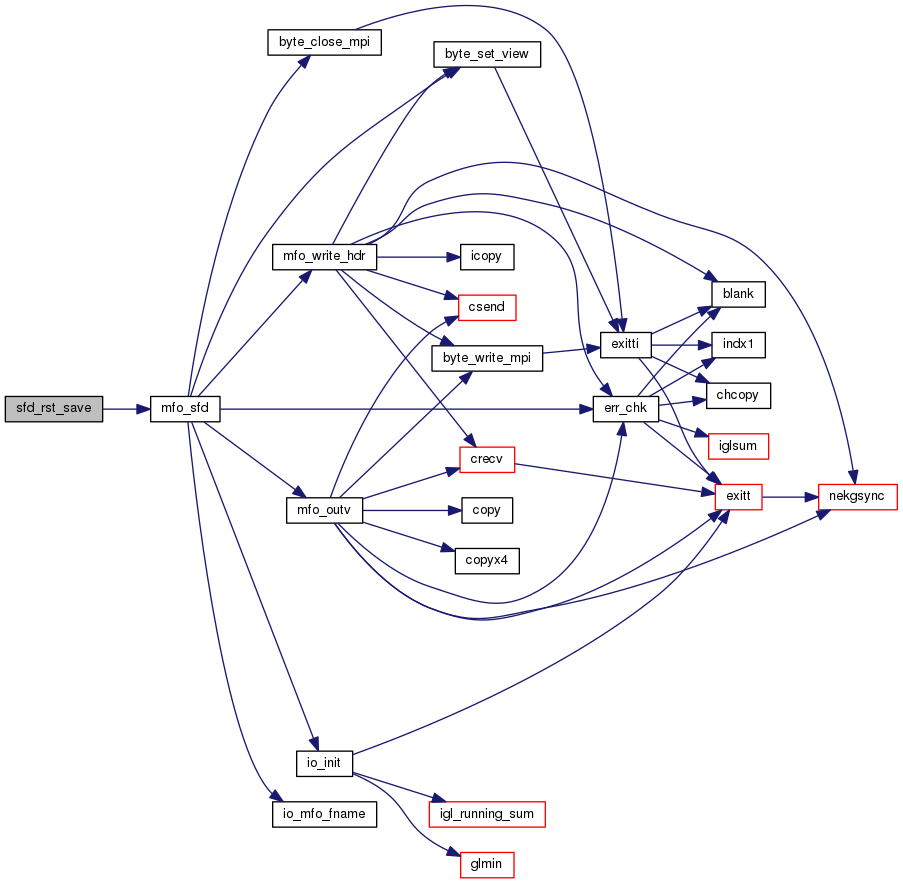 byte_close_mpi
byte_set_view
mfo_write_hdr
icopy
blank
csend
exitti
indx1
byte_write_mpi
chcopy
sfd_rst_save
mfo_sfd
err_chk
iglsum
crecv
exitt
nekgsync
mfo_outv
copy
copyx4
io_init
io_mfo_fname
igl_running_sum
glmin